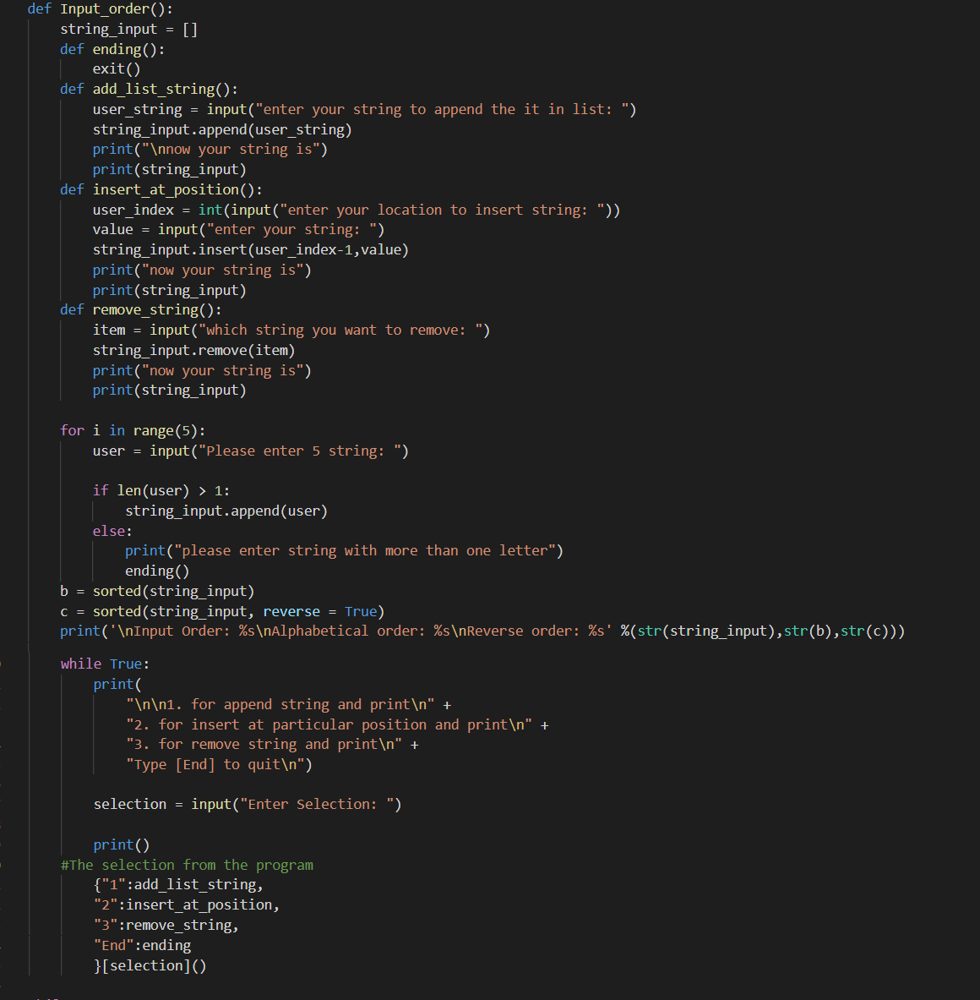 def Input_order():
string_input = []
def ending():
exit()
def add_list_string():
user_string = input("enter your string to append the it in list: ")
string_input.append(user_string)
print("\nnow your string is")
print(string_input)
def insert_at_position():
user_index = int(input("enter your location to insert string: "))
value = input("enter your string: ")
string_input.insert(user_index-1,value)
print("now your string is")
print(string_input)
def remove_string():
item = input("which string you want to remove: ")
string_input.remove(item)
print("now your string is")
print(string_input)
for i in range(5):
user = input("Please enter 5 string: ")
if len(user) > 1:
string_input.append(user)
else:
print("please enter string with more than one letter")
ending()
b = sorted(string_input)
c = sorted(string_input, reverse = True)
print('\nInput Order: %s\nAlphabetical order: %s\nReverse order: %s' %(str(string_input),str(b),str(c)))
while True:
print(
"\n\n1. for append string and print\n" +
"2. for insert at particular position and print\n" +
"3. for remove string and print\n" +
"Type [End] to quit\n")
selection = input("Enter Selection: ")
print()
#The selection from the program
{"1":add_list_string,
"2":insert_at_position,
"3":remove_string,
"End":ending
}[selection]()